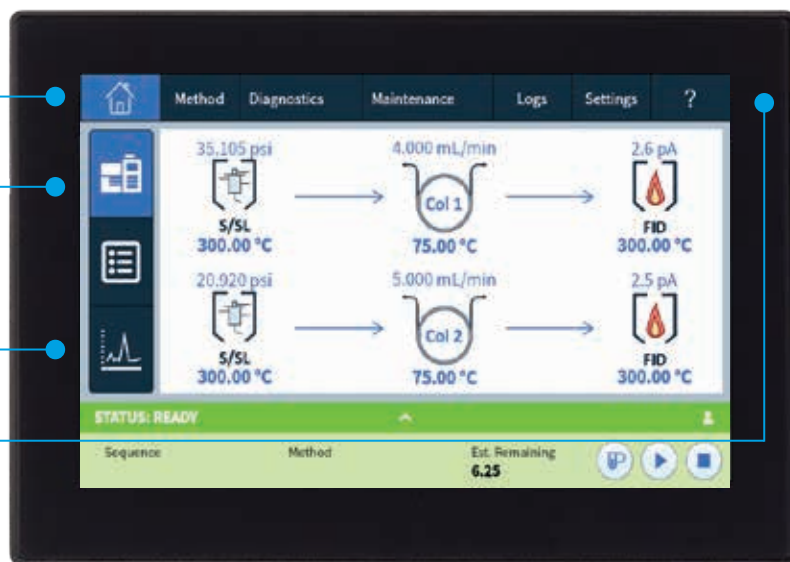 Method Diagnostics Maintenance Logs Settings ?
35.105 psi 4.000 mL/min 2.6 pA
Col 1
S/SL FID
300.00 °C 75.00 °C 300.00 °C
20.920 psi 5.000 mL/min 2.5 pA
Col 2
S/SL FID
300.00 °C 75.00 °C 300.00 °C
STATUS: READY
Sequence Method Est. Remaining
6.25